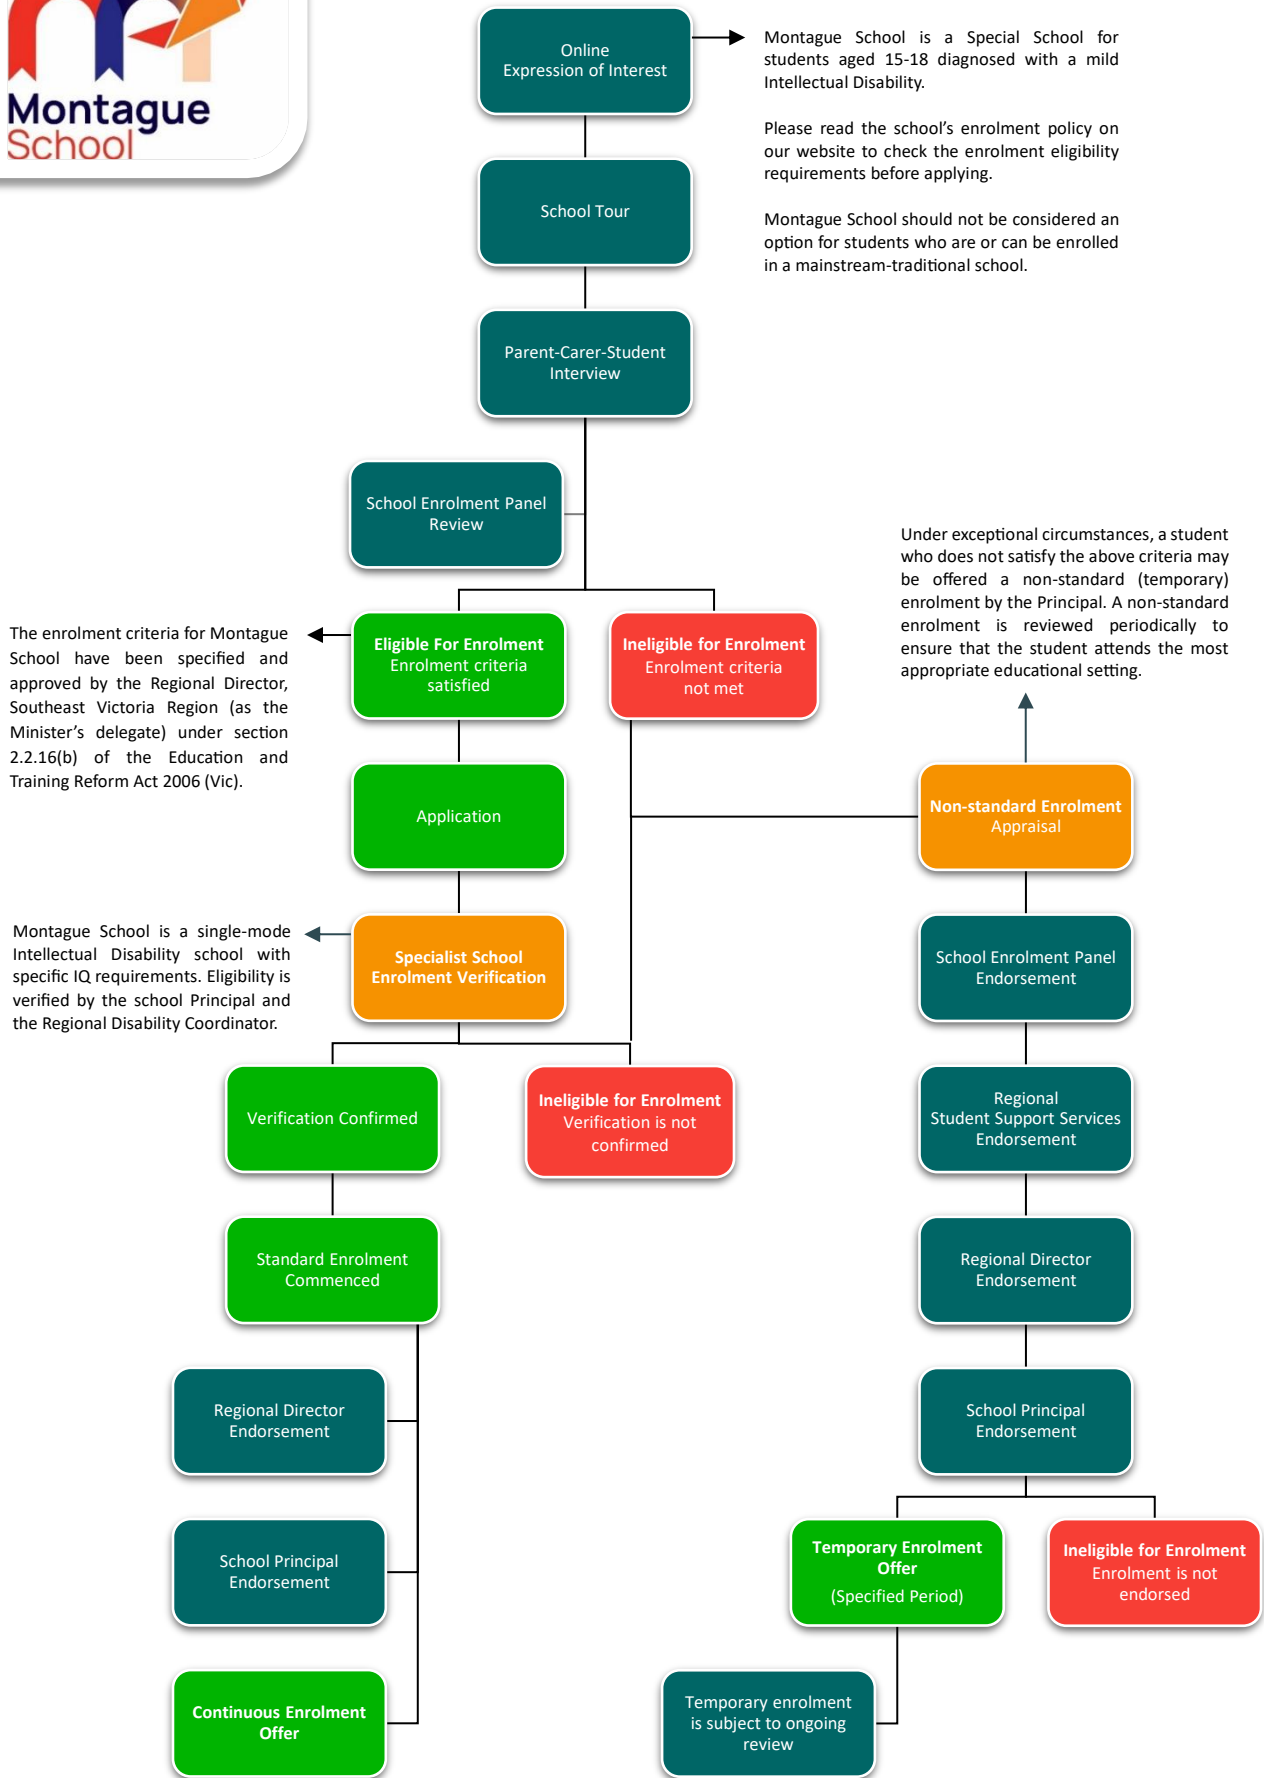 Montague
School
Online
Expression of Interest
Montague School is a Special School for
students aged 15-18 diagnosed with a mild
Intellectual Disability.
Please read the school’s enrolment policy on
our website to check the enrolment eligibility
requirements before applying.
Montague School should not be considered an
option for students who are or can be enrolled
in a mainstream-traditional school.
School Tour
Parent-Carer-Student
Interview
School Enrolment Panel
Review
Under exceptional circumstances, a student
who does not satisfy the above criteria may
be offered a non-standard (temporary)
enrolment by the Principal. A non-standard
enrolment is reviewed periodically to
ensure that the student attends the most
appropriate educational setting.
The enrolment criteria for Montague
School have been specified and
approved by the Regional Director,
Southeast Victoria Region (as the
Minister’s delegate) under section
2.2.16(b) of the Education and
Training Reform Act 2006 (Vic).
Eligible For Enrolment
Enrolment criteria
satisfied
Ineligible for Enrolment
Enrolment criteria
not met
Application
Non-standard Enrolment
Appraisal
Montague School is a single-mode
Intellectual Disability school with
specific IQ requirements. Eligibility is
verified by the school Principal and
the Regional Disability Coordinator.
Specialist School
Enrolment Verification
School Enrolment Panel
Endorsement
Verification Confirmed
Ineligible for Enrolment
Verification is not
confirmed
Regional
Student Support Services
Endorsement
Standard Enrolment
Commenced
Regional Director
Endorsement
Regional Director
Endorsement
School Principal
Endorsement
School Principal
Endorsement
Temporary Enrolment
Offer
(Specified Period)
Ineligible for Enrolment
Enrolment is not
endorsed
Continuous Enrolment
Offer
Temporary enrolment
is subject to ongoing
review